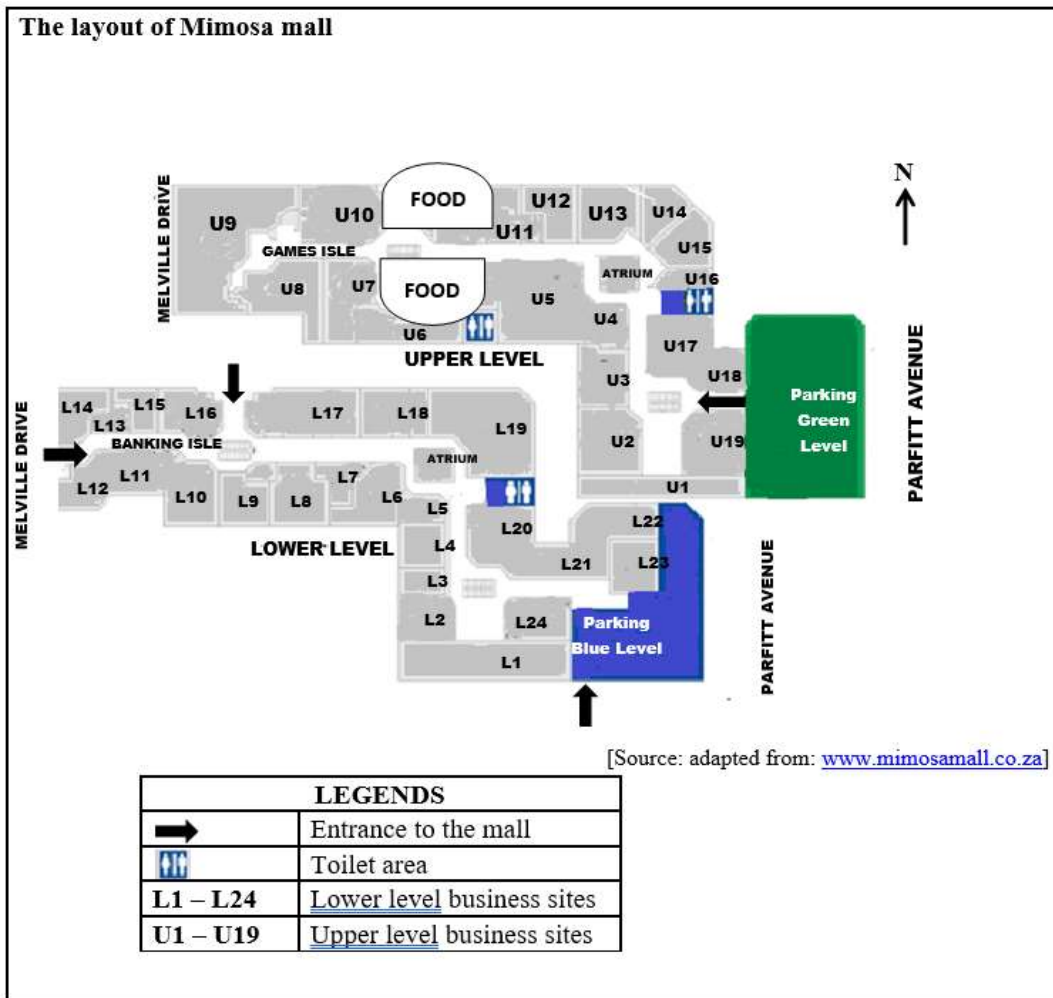 The layout of Mimosa mall
N
MELVILLE DRIVE
FOOD
U9
U10
U11
U12
U13
U14
U15
GAMES ISLE
ATRIUM
U16
U8
U7
FOOD
U5
U6
U4
UPPER LEVEL
U17
U3
U18
U2
U19
U1
Parking
Green
Level
PARFITT AVENUE
MELVILLE DRIVE
L14
L15
L13
L16
L17
L18
L19
BANKING ISLE
ATRIUM
L12
L11
L10
L9
L8
L7
L6
L5
LOWER LEVEL
L4
L20
L22
L21
L23
L3
L2
L24
L1
Parking
Blue Level
PARFITT AVENUE
[Source: adapted from: www.mimosamall.co.za]
LEGENDS
Entrance to the mall
Toilet area
L1 – L24 Lower level business sites
U1 – U19 Upper level business sites